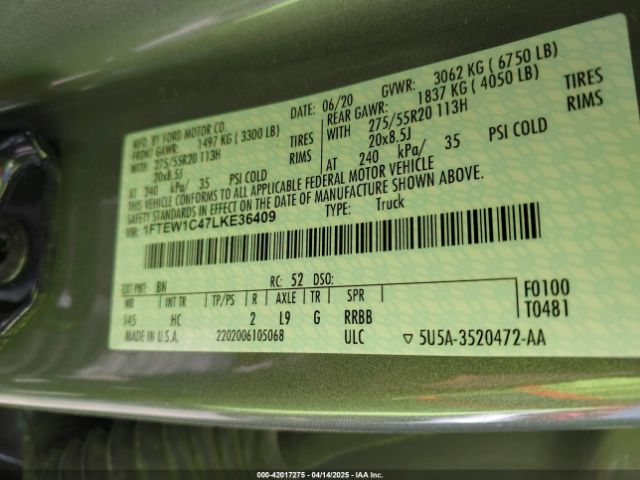 MFD. BY FORD MOTOR CO.
06/20
GVWR: 3062 KG ( 6750 LB)
FRONT GAWR: 1497 KG ( 3300 LB)
REAR GAWR: 1837 KG ( 4050 LB)
WITH 275/55R20 113H TIRES
WITH 275/55R20 113H TIRES
20x8.5J RIMS
20x8.5J RIMS
AT 240 kPa/ 35 PSI COLD
AT 240 kPa/ 35 PSI COLD
THIS VEHICLE CONFORMS TO ALL APPLICABLE FEDERAL MOTOR VEHICLE
SAFETY STANDARDS IN EFFECT ON THE DATE OF MANUFACTURE SHOWN ABOVE.
VIN: 1FTEW1C47LKE36409
TYPE: Truck
EXT PNT: BN RC: 52 DSO:
WB INT TR TP/PS R AXLE TR SPR
F0100
145 HC 2 L9 G RRBB
T0481
MADE IN U.S.A. 2202006105068 ULC ▽ 5U5A-3520472-AA
000-42017275 - 04/14/2025 - IAA Inc.